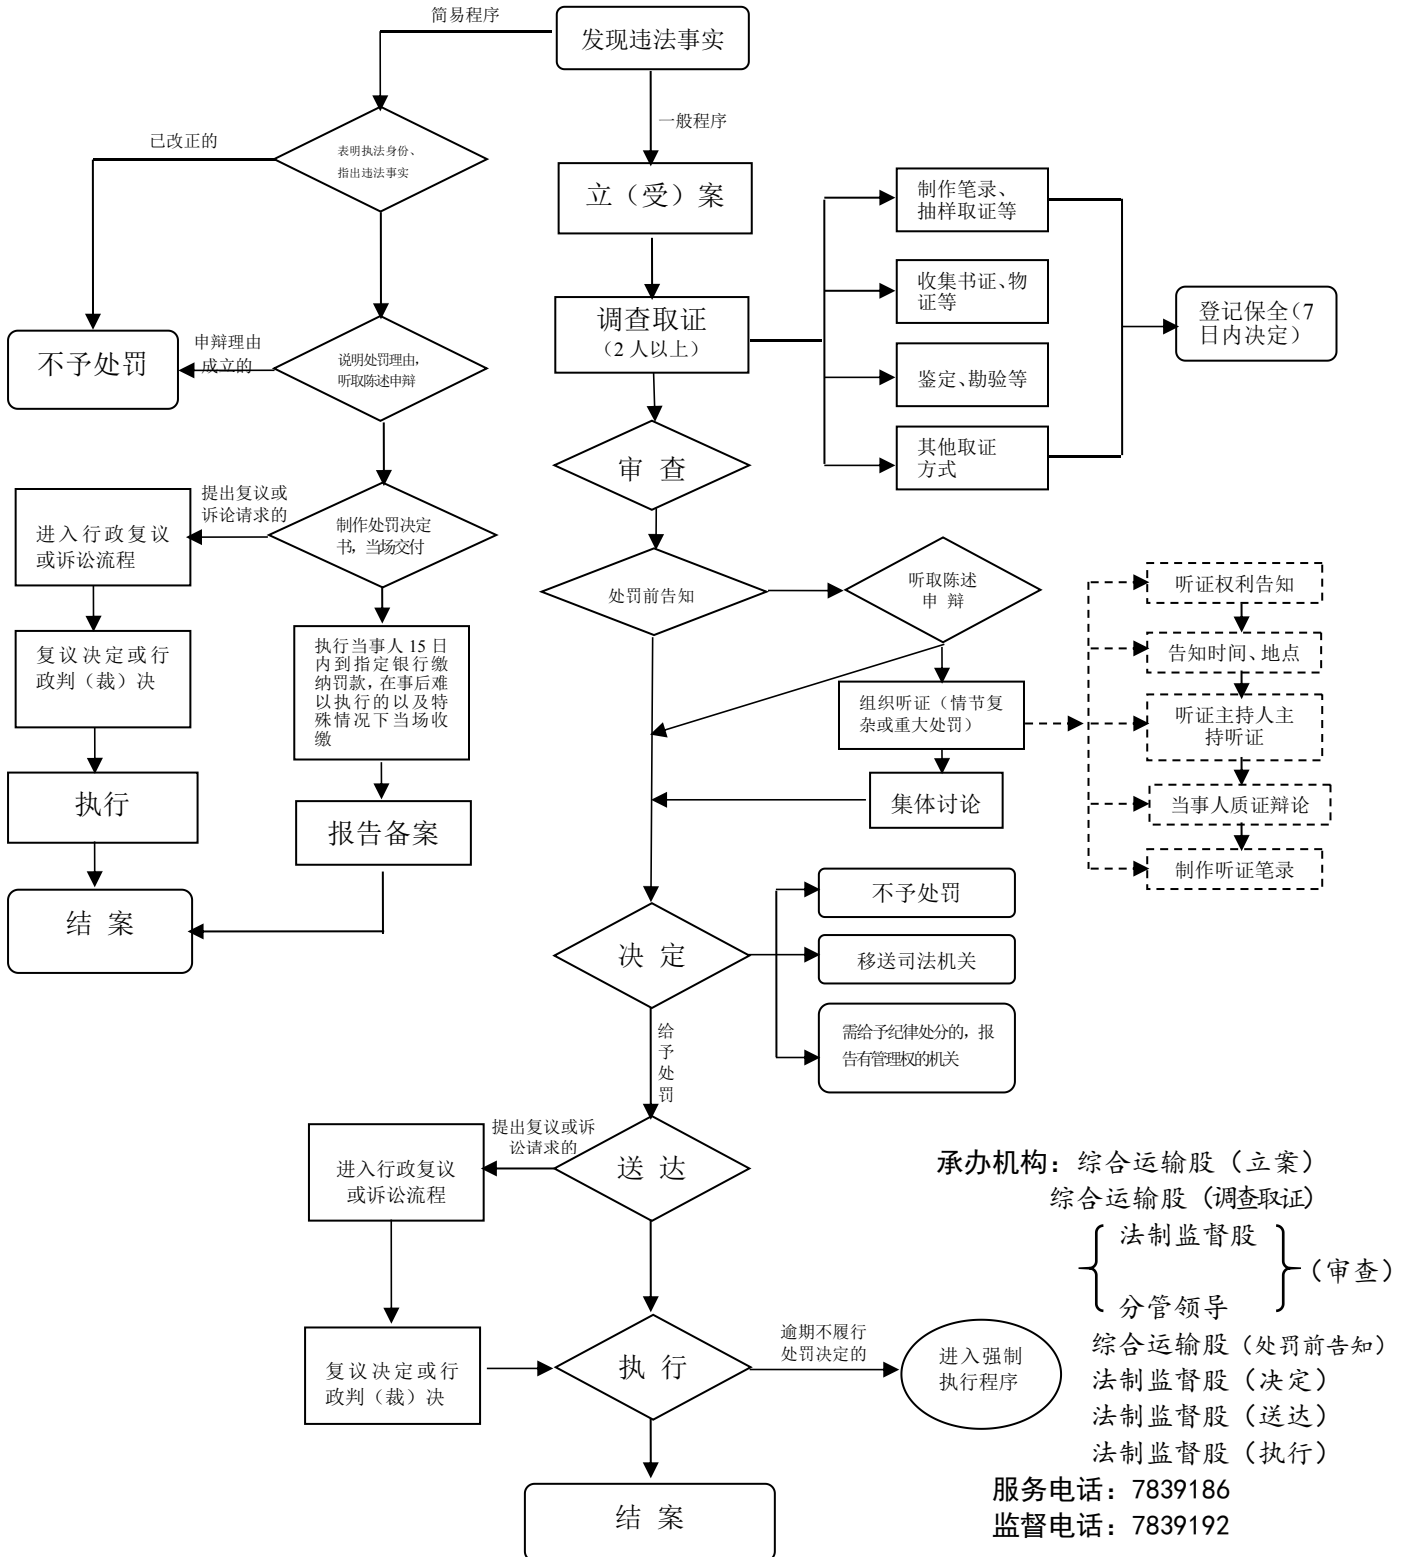 简易程序
发现违法事实
一般程序
已改正的
表明执法身份、
指出违法事实
立（受）案
制作笔录、
抽样取证等
收集书证、物
证等
登记保全（7
日内决定）
调查取证
（2 人以上）
不予处罚
申辩理由
成立的
说明处罚理由，
听取陈述申辩
鉴定、勘验等
其他取证
方式
审 查
提出复议或
诉论请求的
进入行政复议
或诉讼流程
制作处罚决定
书，当场交付
处罚前告知
听取陈述
申 辩
听证权利告知
告知时间、地点
听证主持人主
持听证
当事人质证辩论
制作听证笔录
复议决定或行
政判（裁）决
执行当事人 15 日
内到指定银行缴
纳罚款，在事后难
以执行的以及特
殊情况下当场收
缴
组织听证（情节复
杂或重大处罚）
集体讨论
执行
报告备案
结 案
决 定
不予处罚
移送司法机关
需给予纪律处分的，报
告有管理权的机关
给
予
处
罚
提出复议或诉
讼请求的
进入行政复议
或诉讼流程
送 达
复议决定或行
政判（裁）决
执 行
逾期不履行
处罚决定的
进入强制
执行程序
结 案
承办机构：综合运输股（立案）
综合运输股（调查取证）
法制监督股
（审查）
分管领导
综合运输股（处罚前告知）
法制监督股（决定）
法制监督股（送达）
法制监督股（执行）
服务电话：7839186
监督电话：7839192